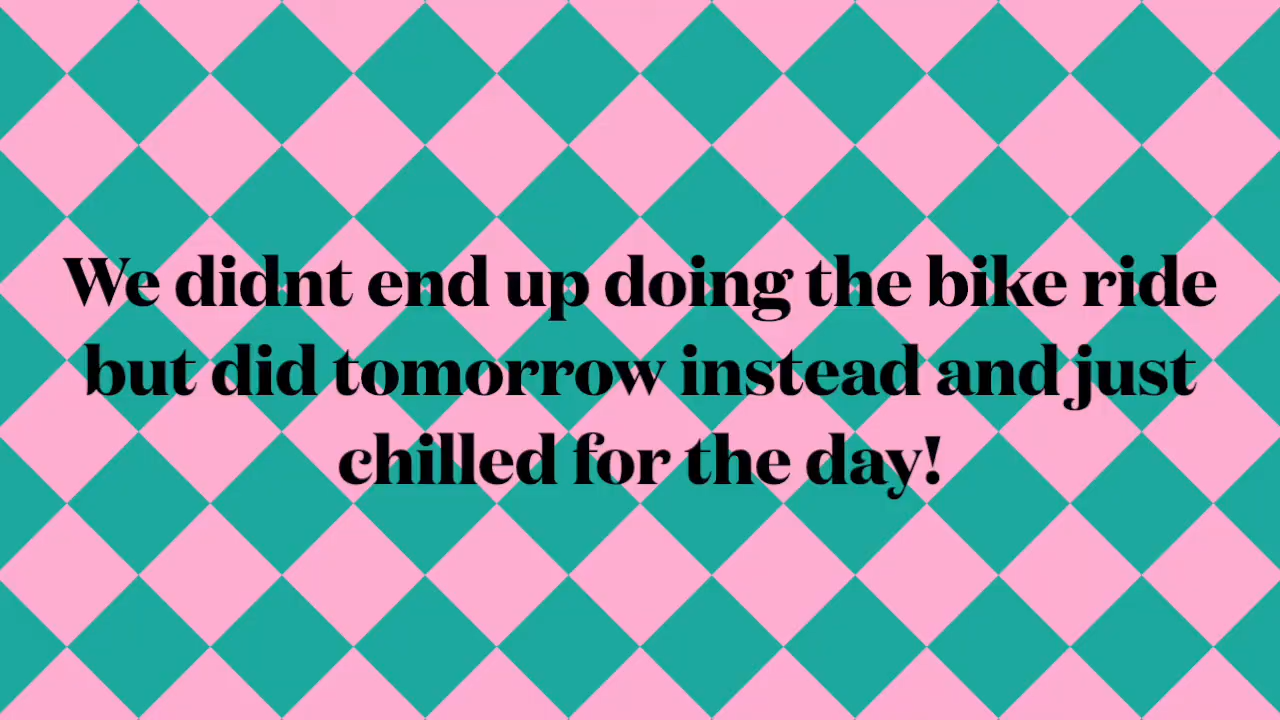 We didnt end up doing the bike ride
but did tomorrow instead and just
chilled for the day!